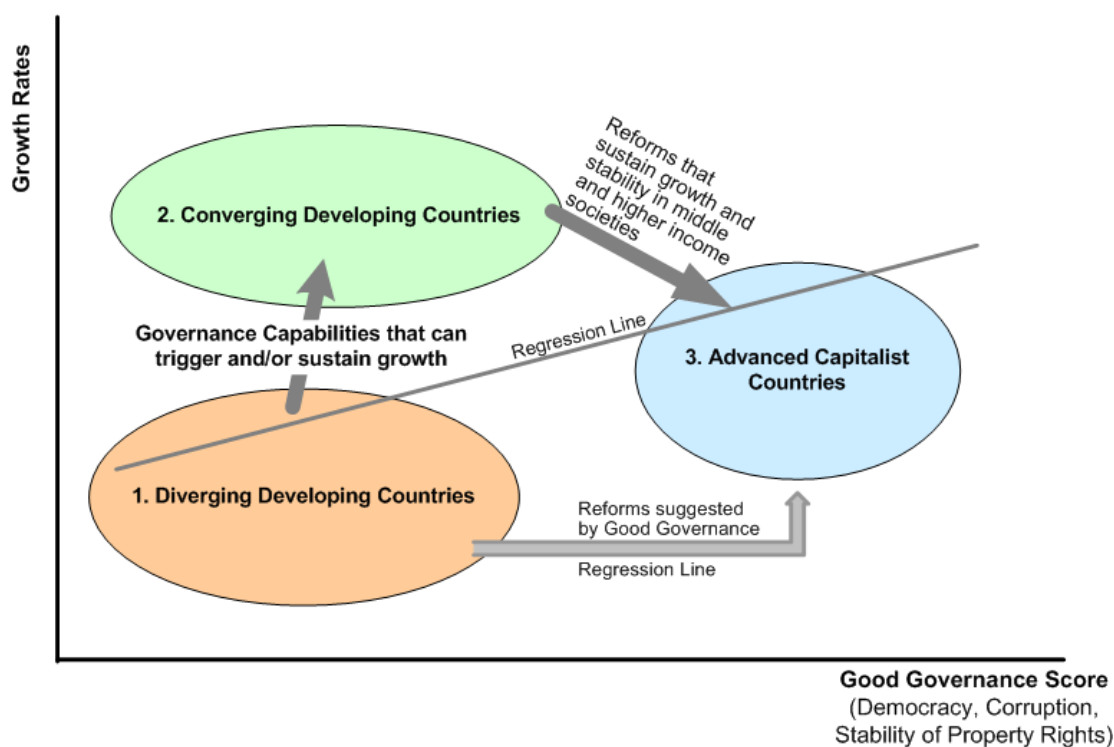 Growth Rates
Reforms that
sustain growth and
stability in middle
and higher income
societies
2. Converging Developing Countries
Governance Capabilities that can
trigger and/or sustain growth
Regression Line
3. Advanced Capitalist
Countries
1. Diverging Developing Countries
Reforms suggested
by Good Governance
Regression Line
Good Governance Score
(Democracy, Corruption,
Stability of Property Rights)